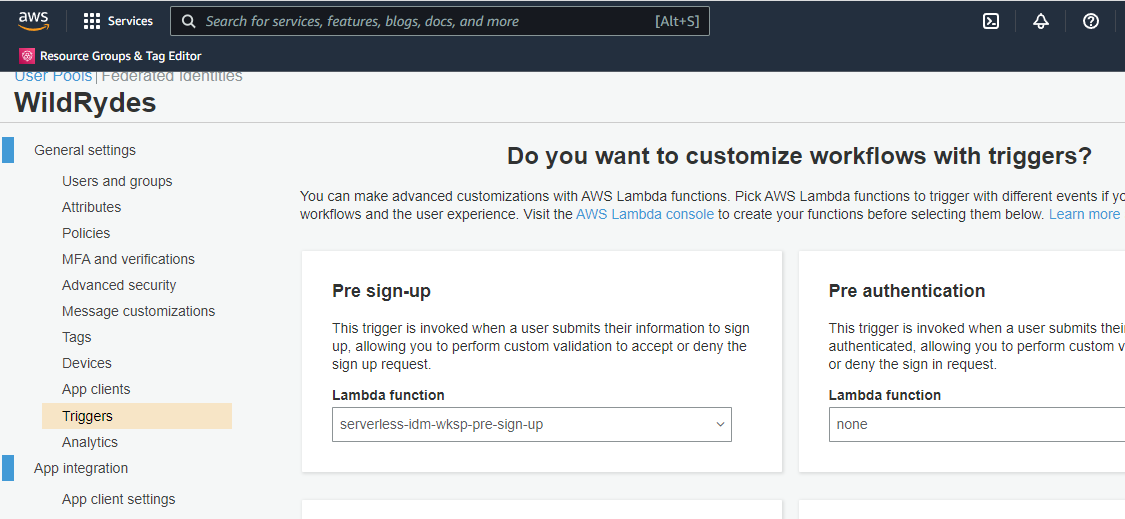 aws
Services
Search for services, features, blogs, docs, and more
[Alt+S]
Resource Groups & Tag Editor
User Pools | Federated Identities
WildRydes
General settings
Users and groups
Attributes
Policies
MFA and verifications
Advanced security
Message customizations
Tags
Devices
App clients
Triggers
Analytics
App integration
App client settings
Do you want to customize workflows with triggers?
You can make advanced customizations with AWS Lambda functions. Pick AWS Lambda functions to trigger with different events if yo
workflows and the user experience. Visit the AWS Lambda console to create your functions before selecting them below. Learn more
Pre sign-up
This trigger is invoked when a user submits their information to sign
up, allowing you to perform custom validation to accept or deny the
sign up request.
Lambda function
serverless-idm-wksp-pre-sign-up
Pre authentication
This trigger is invoked when a user submits thei
authenticated, allowing you to perform custom v
or deny the sign in request.
Lambda function
none